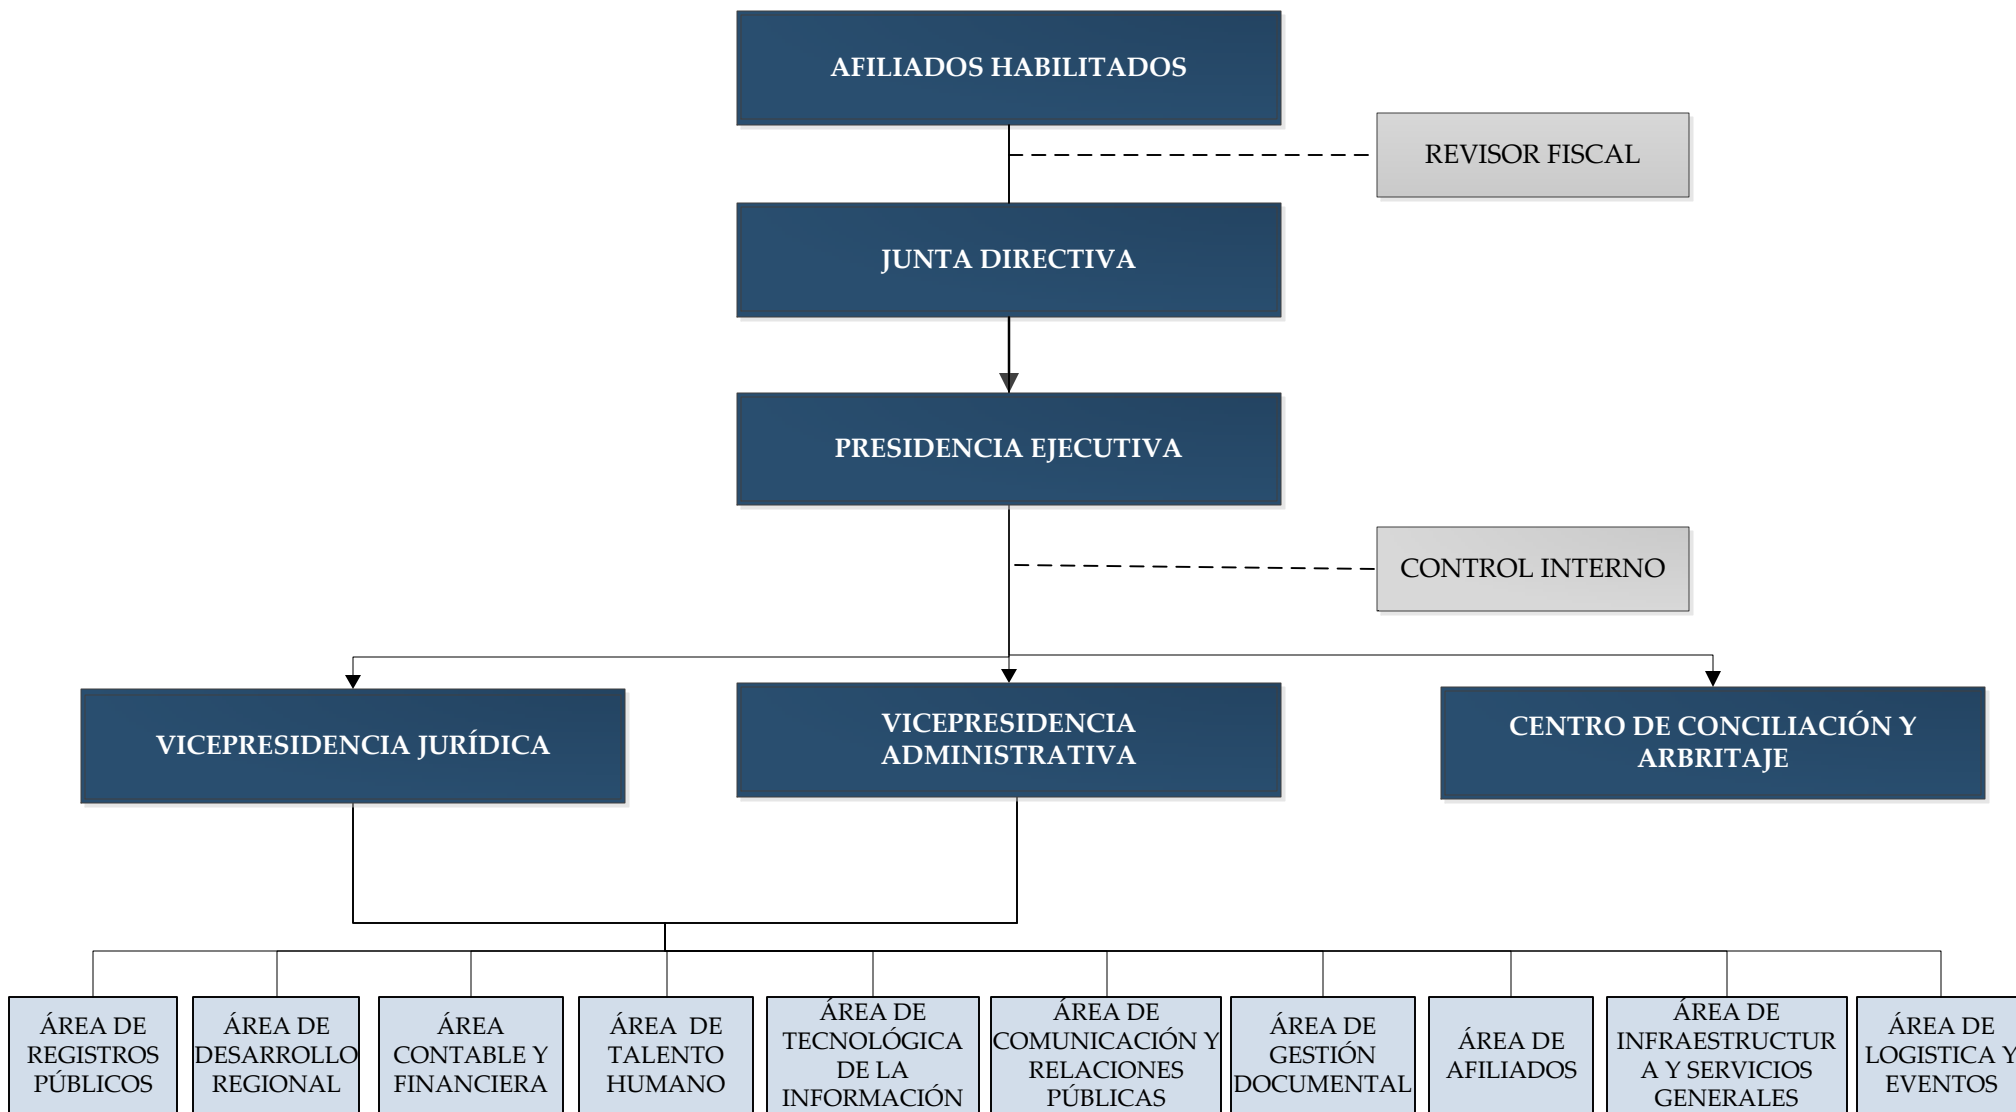 AFILIADOS HABILITADOS
REVISOR FISCAL
JUNTA DIRECTIVA
PRESIDENCIA EJECUTIVA
CONTROL INTERNO
VICEPRESIDENCIA JURÍDICA
VICEPRESIDENCIA
ADMINISTRATIVA
CENTRO DE CONCILIACIÓN Y
ARBRITAJE
ÁREA DE
REGISTROS
PÚBLICOS
ÁREA DE
DESARROLLO
REGIONAL
ÁREA
CONTABLE Y
FINANCIERA
ÁREA DE
TALENTO
HUMANO
ÁREA DE
TECNOLÓGICA
DE LA
INFORMACIÓN
ÁREA DE
COMUNICACIÓN Y
RELACIONES
PÚBLICAS
ÁREA DE
GESTIÓN
DOCUMENTAL
ÁREA DE
AFILIADOS
ÁREA DE
INFRAESTRUCTUR
A Y SERVICIOS
GENERALES
ÁREA DE
LOGISTICA Y
EVENTOS